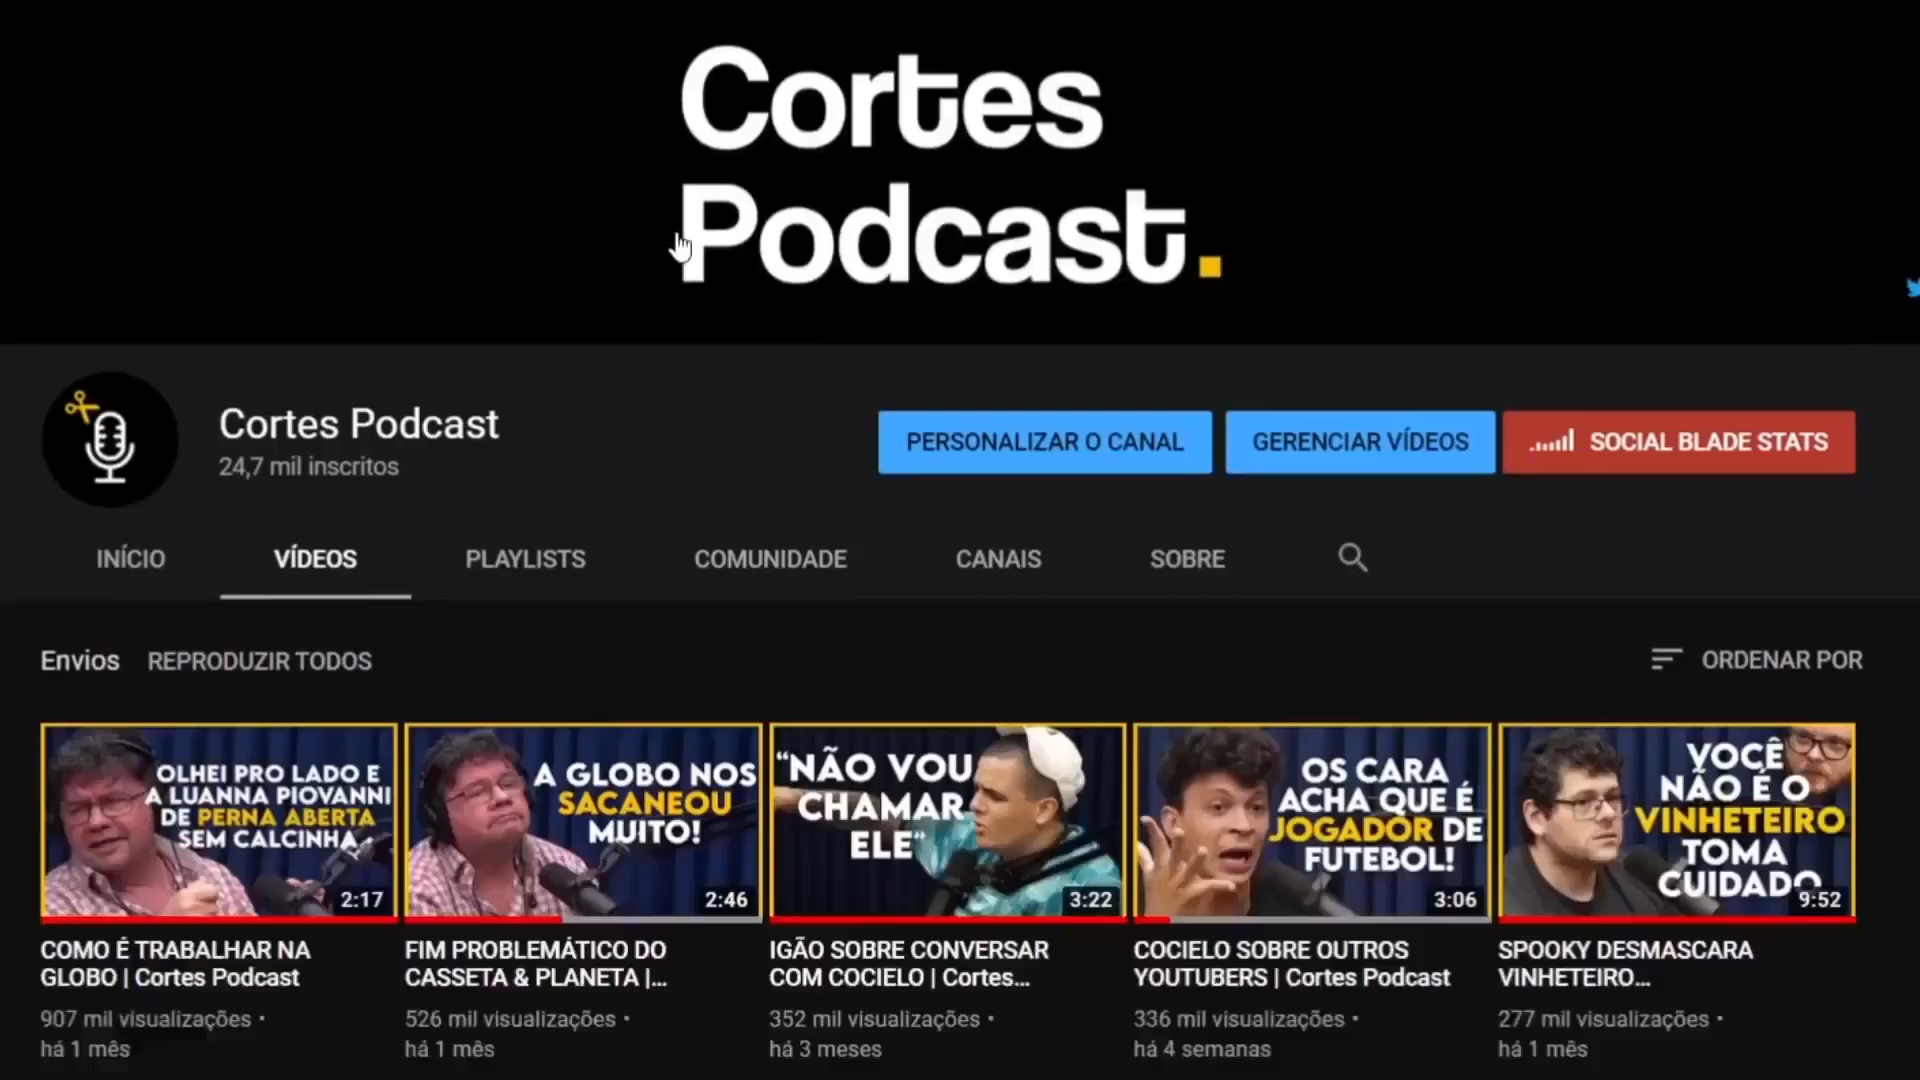 Cortes
Podcast.
Cortes Podcast
24,7 mil inscritos
PERSONALIZAR O CANAL
GERENCIAR VÍDEOS
SOCIAL BLADE STATS
INÍCIO
VÍDEOS
PLAYLISTS
COMUNIDADE
CANAIS
SOBRE
Envios
REPRODUZIR TODOS
ORDENAR POR
OLHEI PRO LADO E
A LUANNA PIOVANNI
DE PERNA ABERTA
SEM CALCINHA
2:17
COMO É TRABALHAR NA
GLOBO | Cortes Podcast
907 mil visualizações •
há 1 mês
A GLOBO NOS
SACANEOU
MUITO!
2:46
FIM PROBLEMÁTICO DO
CASSETA & PLANETA |...
526 mil visualizações •
há 1 mês
“NÃO VOU
CHAMAR
ELE“
3:22
IGÃO SOBRE CONVERSAR
COM COCIELO | Cortes...
352 mil visualizações •
há 3 meses
OS CARA
ACHA QUE É
JOGADOR DE
FUTEBOL!
3:06
COCIELO SOBRE OUTROS
YOUTUBERS | Cortes Podcast
336 mil visualizações •
há 4 semanas
VOCÊ
NÃO É O
VINHETEIRO
TOMA
CUIDADO
9:52
SPOOKY DESMASCARA
VINHETEIRO...
277 mil visualizações •
há 1 mês